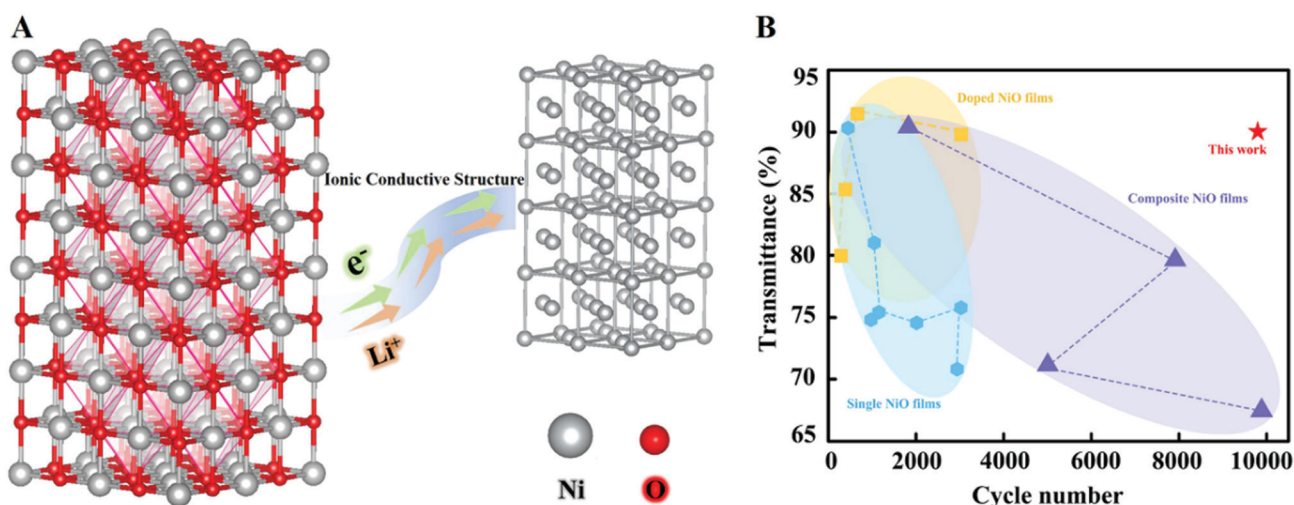 A
Ionic Conductive Structure
e-
Li+
Ni
O
B
Transmittance (%)
95
90
85
80
75
70
65
Doped NiO films
This work
Composite NiO films
Single NiO films
0
2000
4000
6000
8000
10000
Cycle number